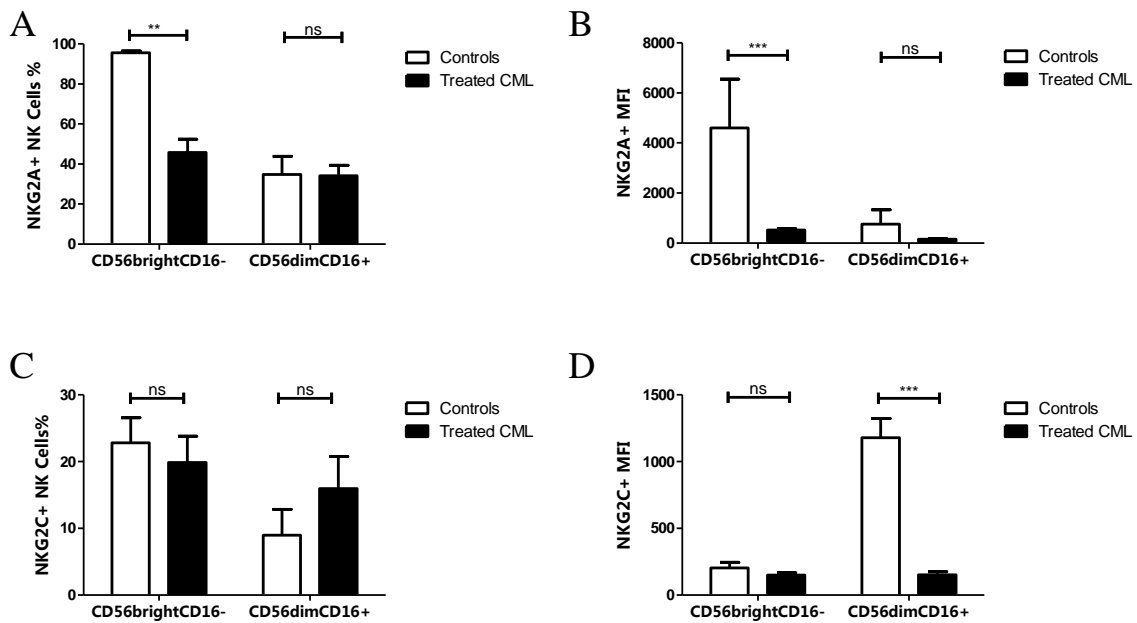 A
NKG2A+ NK Cells %
100
80
60
40
20
0
**
ns
CD56brightCD16-
CD56dimCD16+
Controls
Treated CML
B
NKG2A+ MFI
8000
6000
4000
2000
0
***
ns
CD56brightCD16-
CD56dimCD16+
Controls
Treated CML
C
NKG2C+ NK Cells%
30
20
10
0
ns
ns
CD56brightCD16-
CD56dimCD16+
Controls
Treated CML
D
NKG2C+ MFI
1500
1000
500
0
ns
***
CD56brightCD16-
CD56dimCD16+
Controls
Treated CML